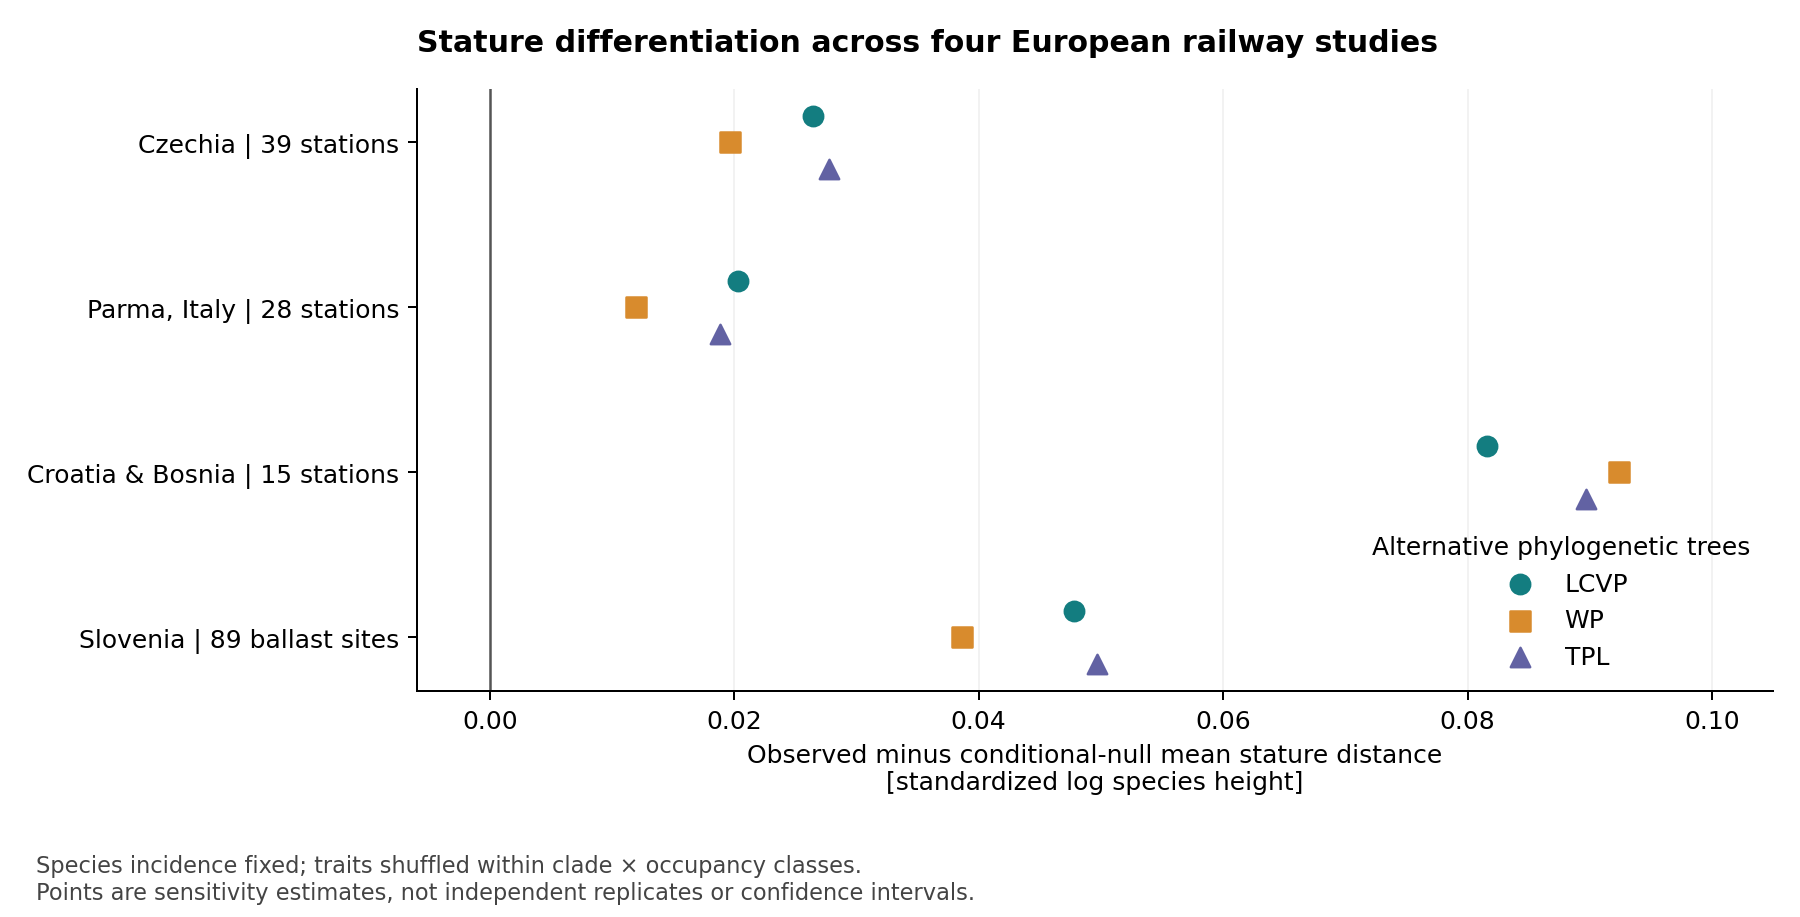 Stature differentiation across four European railway studies
Czechia | 39 stations
Parma, Italy | 28 stations
Croatia & Bosnia | 15 stations
Slovenia | 89 ballast sites
Alternative phylogenetic trees
LCVP
WP
TPL
0.00 0.02 0.04 0.06 0.08 0.10
Observed minus conditional-null mean stature distance
[standardized log species height]
Species incidence fixed; traits shuffled within clade × occupancy classes.
Points are sensitivity estimates, not independent replicates or confidence intervals.